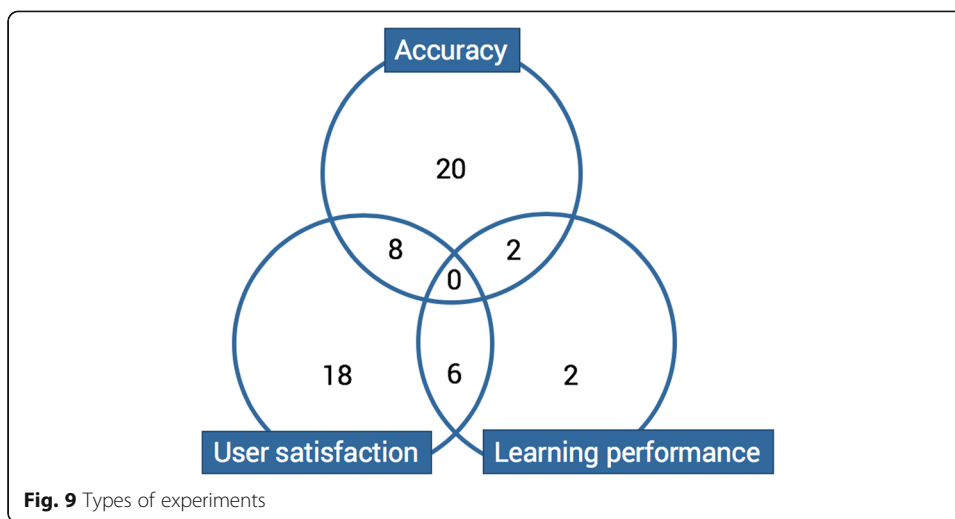 Accuracy
20
8
2
0
18
6
2
User satisfaction
Learning performance
Fig. 9 Types of experiments